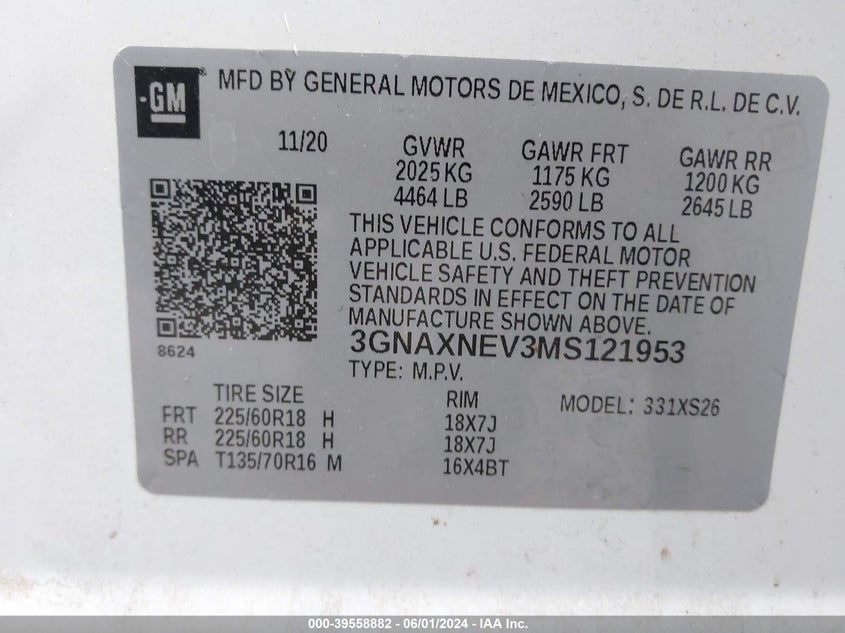 GM MFD BY GENERAL MOTORS DE MEXICO, S. DE R.L. DE C.V.
11/20 GVWR GAWR FRT GAWR RR
2025 KG 1175 KG 1200 KG
4464 LB 2590 LB 2645 LB
THIS VEHICLE CONFORMS TO ALL
APPLICABLE U.S. FEDERAL MOTOR
VEHICLE SAFETY AND THEFT PREVENTION
STANDARDS IN EFFECT ON THE DATE OF
MANUFACTURE SHOWN ABOVE.
8624 3GNAXNEV3MS121953
TYPE: M.P.V.
TIRE SIZE RIM MODEL: 331XS26
FRT 225/60R18 H 18X7J
RR 225/60R18 H 18X7J
SPA T135/70R16 M 16X4BT
000-39558882 / 06/01/2024 - IAA Inc.